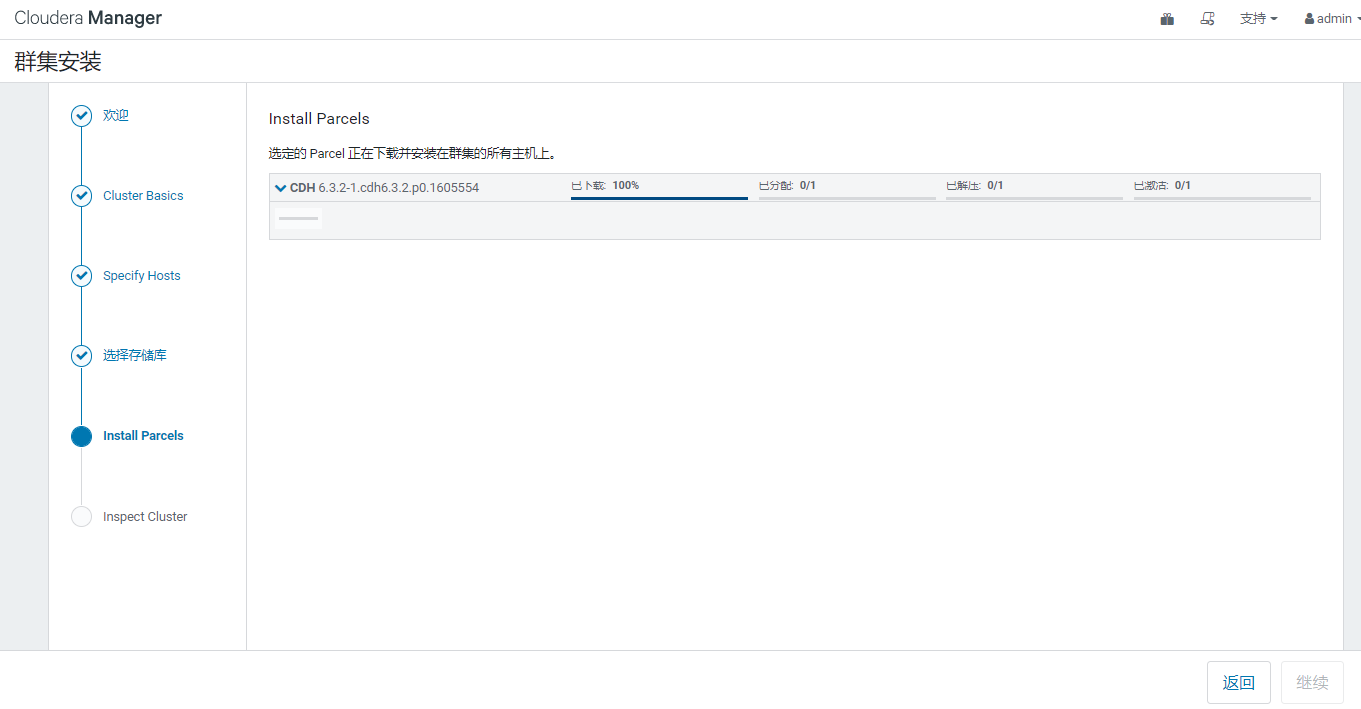 Cloudera Manager
支持 admin
群集安装
欢迎
Cluster Basics
Specify Hosts
选择存储库
Install Parcels
Inspect Cluster
Install Parcels
选定的 Parcel 正在下载并安装在群集的所有主机上。
CDH 6.3.2-1.cdh6.3.2.p0.1605554 已下载: 100% 已分配: 0/1 已解压: 0/1 已激活: 0/1
返回 继续